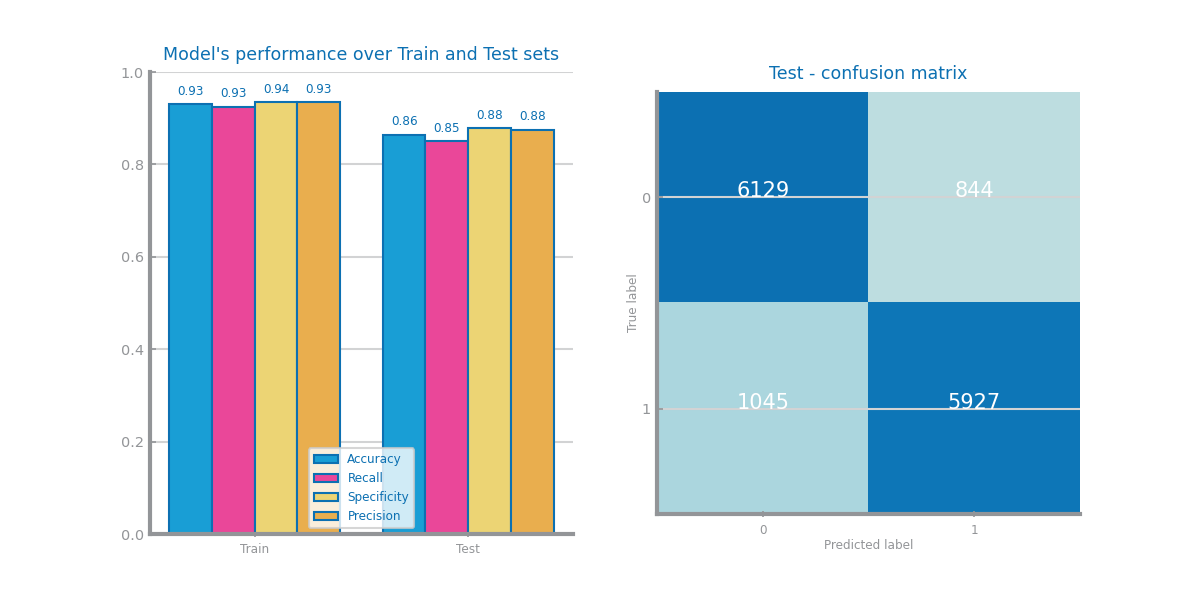 Model's performance over Train and Test sets
1.0
0.8
0.6
0.4
0.2
0.0
0.93
0.93
0.94
0.93
0.86
0.85
0.88
0.88
Accuracy
Recall
Specificity
Precision
Train
Test
Test - confusion matrix
True label
0
1
6129
844
1045
5927
0
1
Predicted label